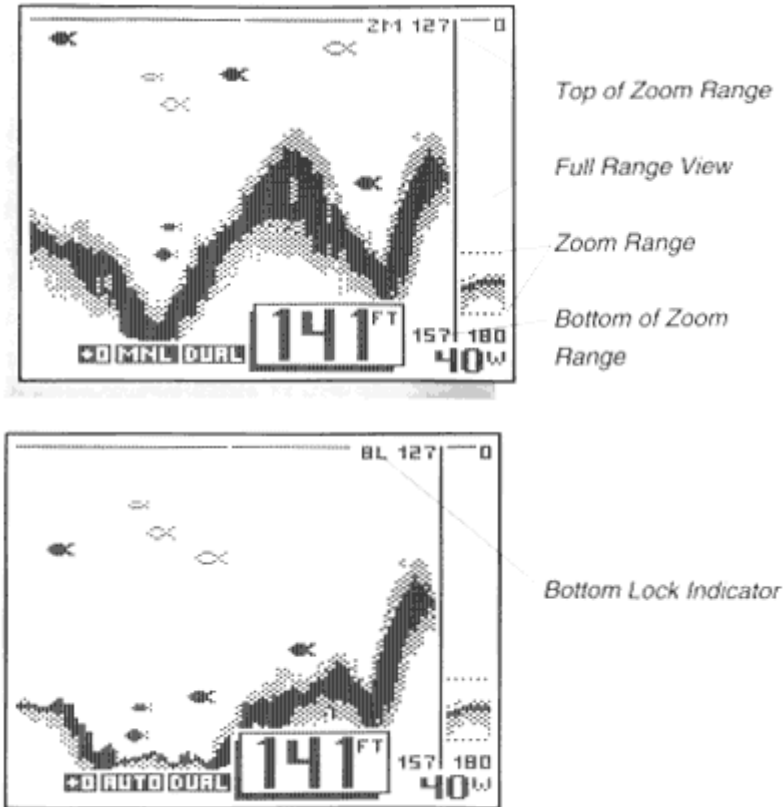 ZM 127 0
Top of Zoom Range
Full Range View
Zoom Range
Bottom of Zoom
Range
141 FT
157 180
+D MNL DUAL
40W
BL 127 0
Bottom Lock Indicator
141 FT
157 180
+D AUTO DUAL
40W